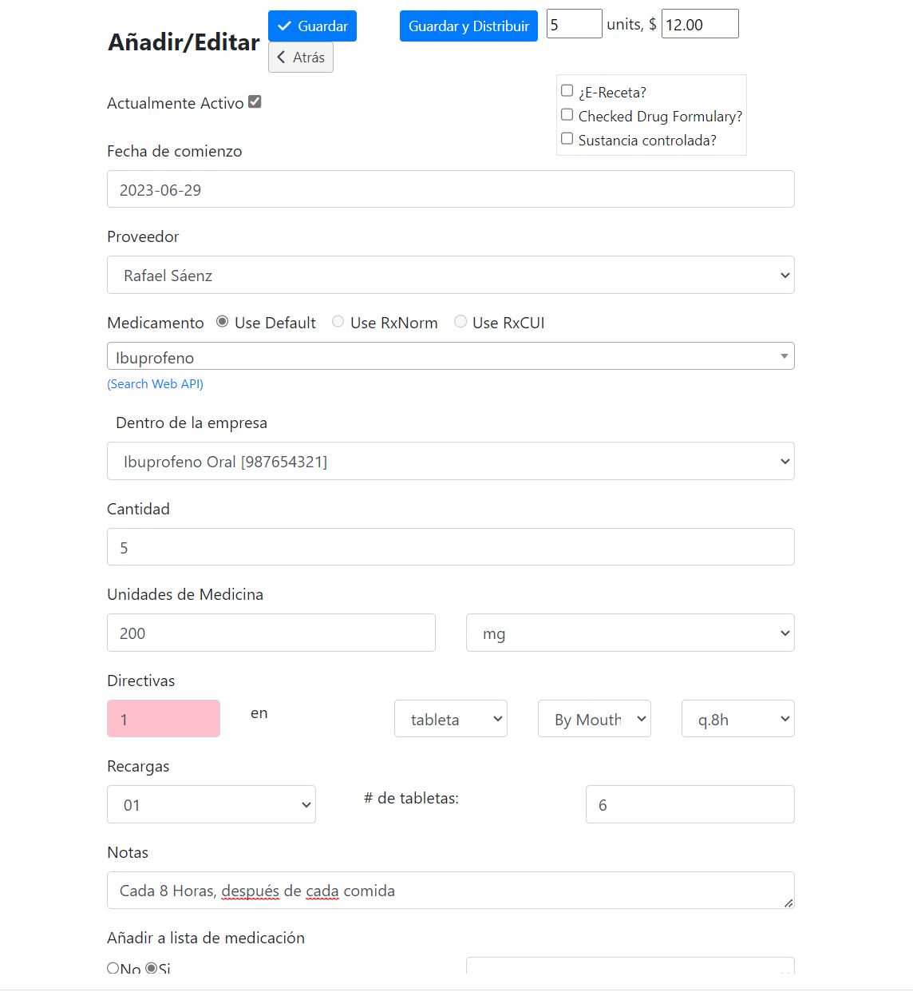 Añadir/Editar
Guardar
Guardar y Distribuir
5 units, $ 12.00
Atrás
¿E-Receta?
Actualmente Activo
Checked Drug Formulary?
Sustancia controlada?
Fecha de comienzo
2023-06-29
Proveedor
Rafael Sáenz
Medicamento Use Default Use RxNorm Use RxCUI
Ibuprofeno
(Search Web API)
Dentro de la empresa
Ibuprofeno Oral [987654321]
Cantidad
5
Unidades de Medicina
200 mg
Directivas
1 en tableta By Mouth q.8h
Recargas
01 # de tabletas: 6
Notas
Cada 8 Horas, después de cada comida
Añadir a lista de medicación
No Si